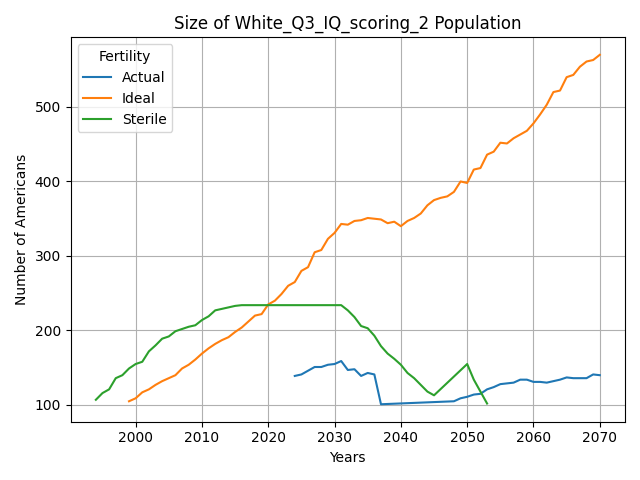 Size of White_Q3_IQ_scoring_2 Population
Fertility
Actual
Ideal
Sterile
Number of Americans
500
400
300
200
100
2000
2010
2020
2030
2040
2050
2060
2070
Years